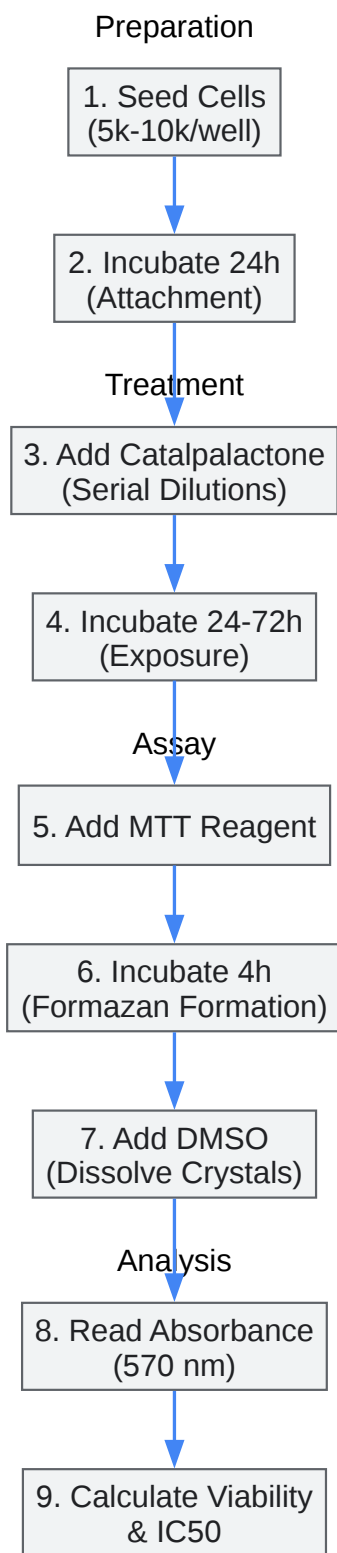 Preparation
1. Seed Cells
(5k-10k/well)
2. Incubate 24h
(Attachment)
Treatment
3. Add Catalpalactone
(Serial Dilutions)
4. Incubate 24-72h
(Exposure)
Assay
5. Add MTT Reagent
6. Incubate 4h
(Formazan Formation)
7. Add DMSO
(Dissolve Crystals)
Analysis
8. Read Absorbance
(570 nm)
9. Calculate Viability
& IC50